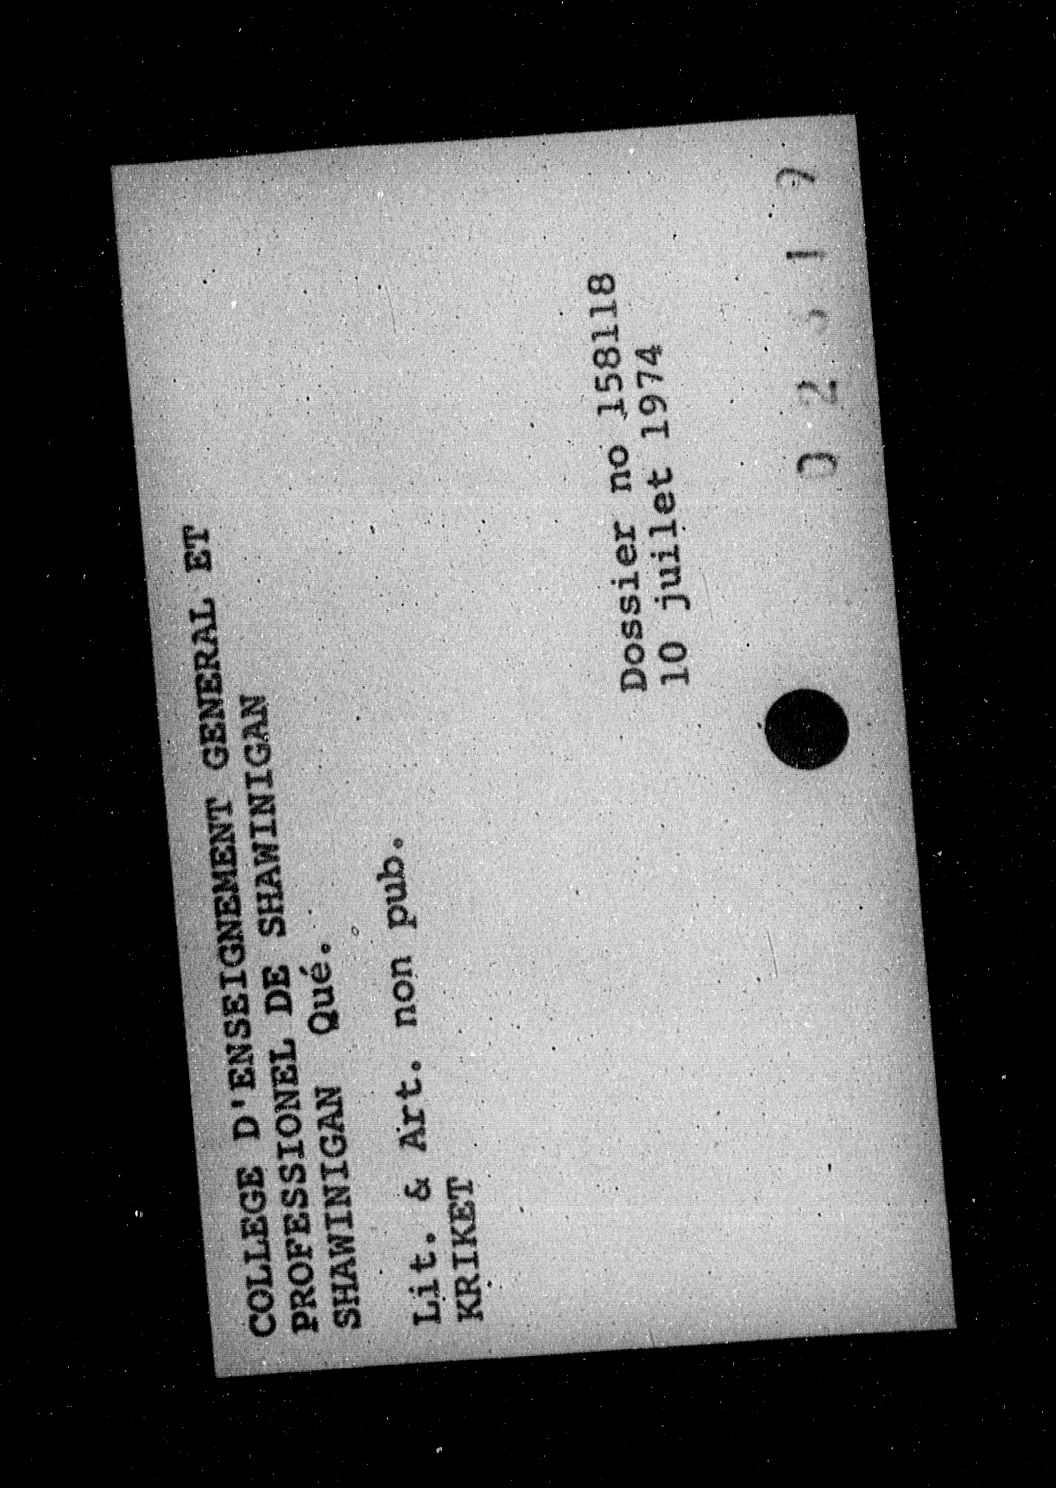 COLLEGE D'ENSEIGNEMENT GENERAL ET
PROFESSIONEL DE SHAWINIGAN
SHAWINIGAN Qué.
Lit. & Art. non pub.
KRIKET
Dossier no 158118
10 juilet 1974